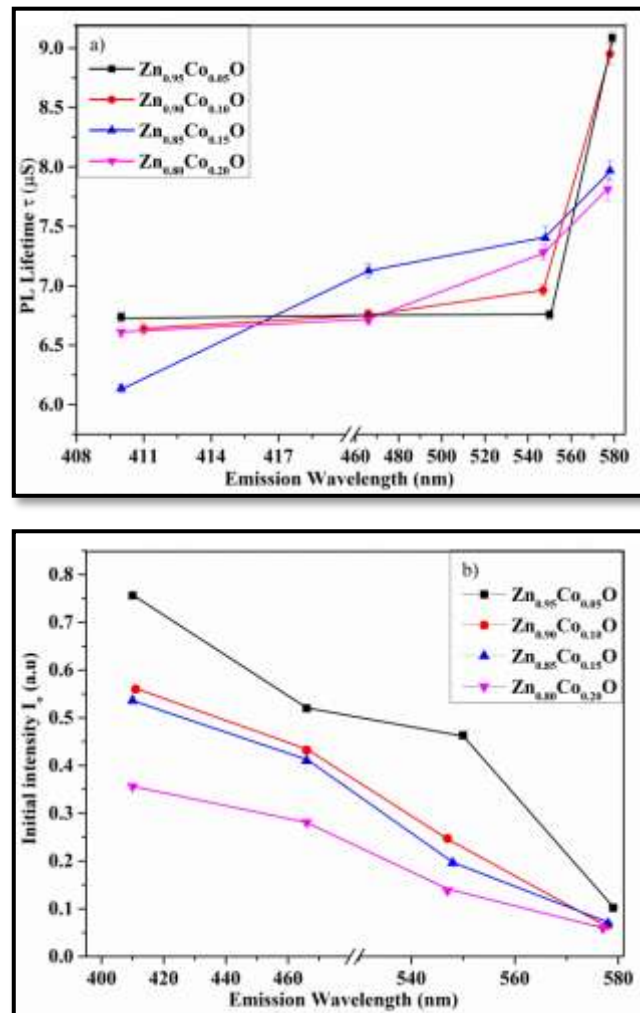 a)
Zn0.95Co0.05O
Zn0.90Co0.10O
Zn0.85Co0.15O
Zn0.80Co0.20O
PL Lifetime τ (μS)
9.0
8.5
8.0
7.5
7.0
6.5
6.0
408 411 414 417 460 480 500 520 540 560 580
Emission Wavelength (nm)
b)
Zn0.95Co0.05O
Zn0.90Co0.10O
Zn0.85Co0.15O
Zn0.80Co0.20O
Initial intensity I (a.u)
0.8
0.7
0.6
0.5
0.4
0.3
0.2
0.1
0.0
400 420 440 460 540 560 580
Emission Wavelength (nm)